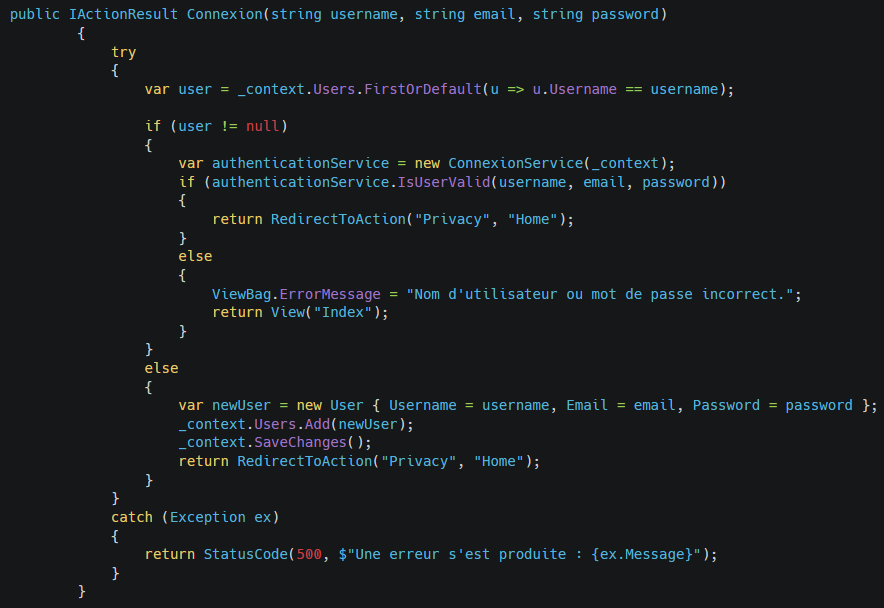 public IActionResult Connexion(string username, string email, string password)
{
try
{
var user = _context.Users.FirstOrDefault(u => u.Username == username);
if (user != null)
{
var authenticationService = new ConnexionService(_context);
if (authenticationService.IsUserValid(username, email, password))
{
return RedirectToAction("Privacy", "Home");
}
else
{
ViewBag.ErrorMessage = "Nom d'utilisateur ou mot de passe incorrect.";
return View("Index");
}
}
else
{
var newUser = new User { Username = username, Email = email, Password = password };
_context.Users.Add(newUser);
_context.SaveChanges();
return RedirectToAction("Privacy", "Home");
}
}
catch (Exception ex)
{
return StatusCode(500, $"Une erreur s'est produite : {ex.Message}");
}
}